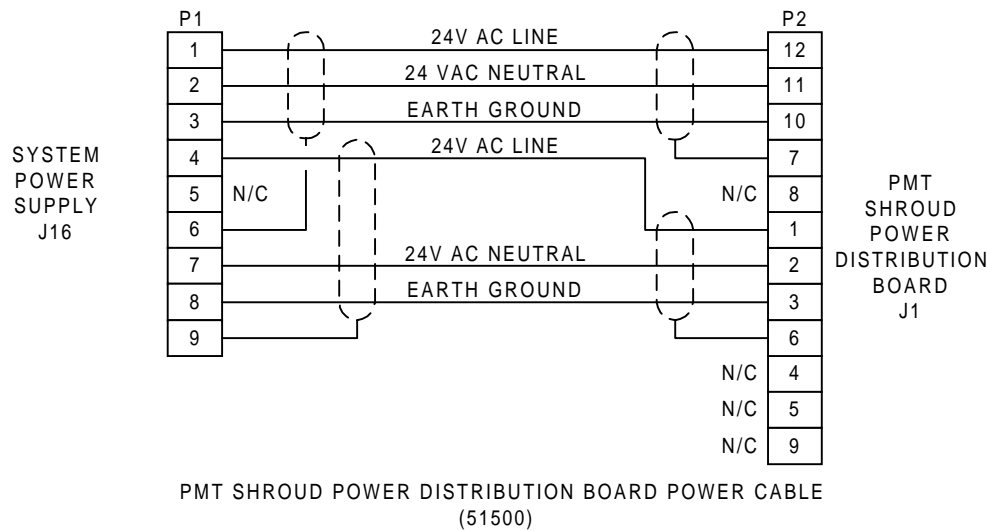 P1
P2
1
24V AC LINE
12
2
24 VAC NEUTRAL
11
3
EARTH GROUND
10
4
24V AC LINE
7
5
N/C
N/C
8
6
1
7
24V AC NEUTRAL
2
8
EARTH GROUND
3
9
6
N/C
4
N/C
5
N/C
9
SYSTEM
POWER
SUPPLY
J16
PMT
SHROUD
POWER
DISTRIBUTION
BOARD
J1
PMT SHROUD POWER DISTRIBUTION BOARD POWER CABLE
(51500)